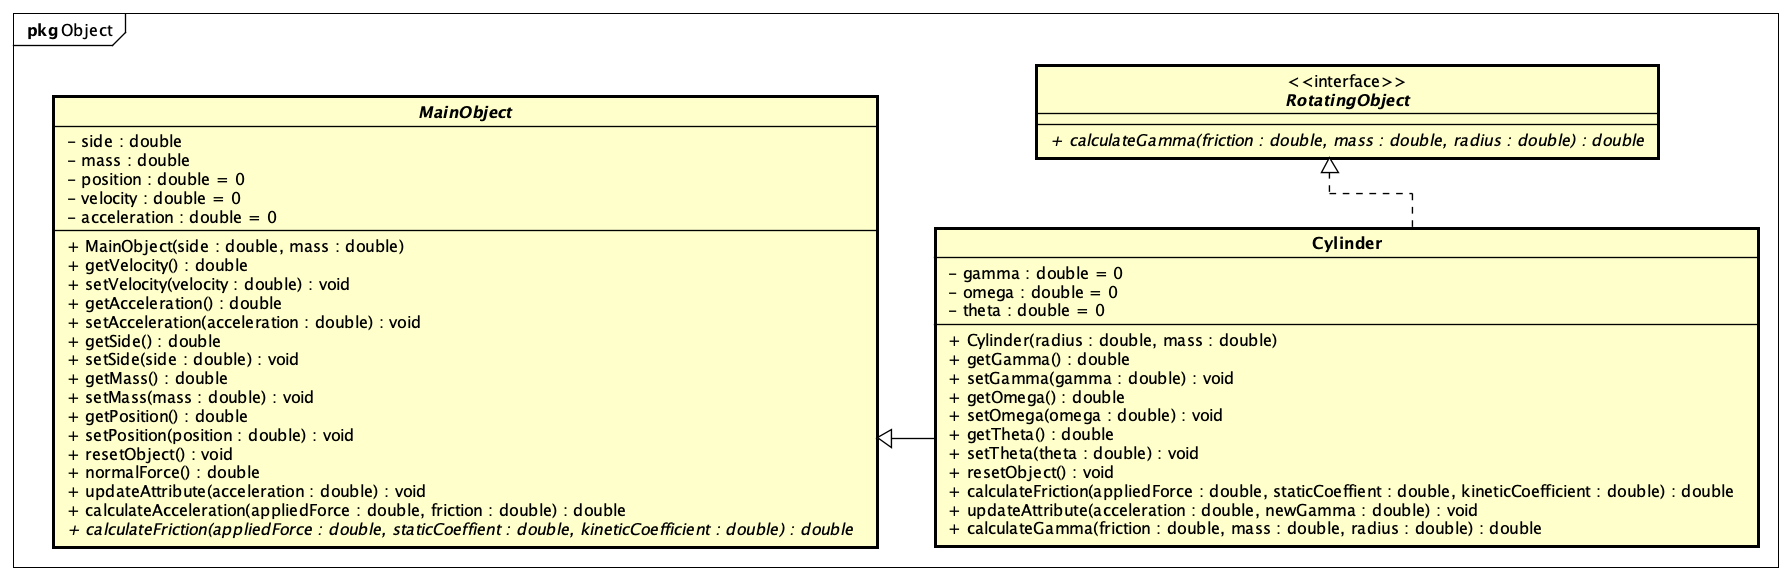 pkg Object
MainObject
- side : double
- mass : double
- position : double = 0
- velocity : double = 0
- acceleration : double = 0
+ MainObject(side : double, mass : double)
+ getVelocity() : double
+ setVelocity(velocity : double) : void
+ getAcceleration() : double
+ setAcceleration(acceleration : double) : void
+ getSide() : double
+ setSide(side : double) : void
+ getMass() : double
+ setMass(mass : double) : void
+ getPosition() : double
+ setPosition(position : double) : void
+ resetObject() : void
+ normalForce() : double
+ updateAttribute(acceleration : double) : void
+ calculateAcceleration(appliedForce : double, friction : double) : double
+ calculateFriction(appliedForce : double, staticCoeffient : double, kineticCoefficient : double) : double
<<interface>>
RotatingObject
+ calculateGamma(friction : double, mass : double, radius : double) : double
Cylinder
- gamma : double = 0
- omega : double = 0
- theta : double = 0
+ Cylinder(radius : double, mass : double)
+ getGamma() : double
+ setGamma(gamma : double) : void
+ getOmega() : double
+ setOmega(omega : double) : void
+ getTheta() : double
+ setTheta(theta : double) : void
+ resetObject() : void
+ calculateFriction(appliedForce : double, staticCoeffient : double, kineticCoefficient : double) : double
+ updateAttribute(acceleration : double, newGamma : double) : void
+ calculateGamma(friction : double, mass : double, radius : double) : double